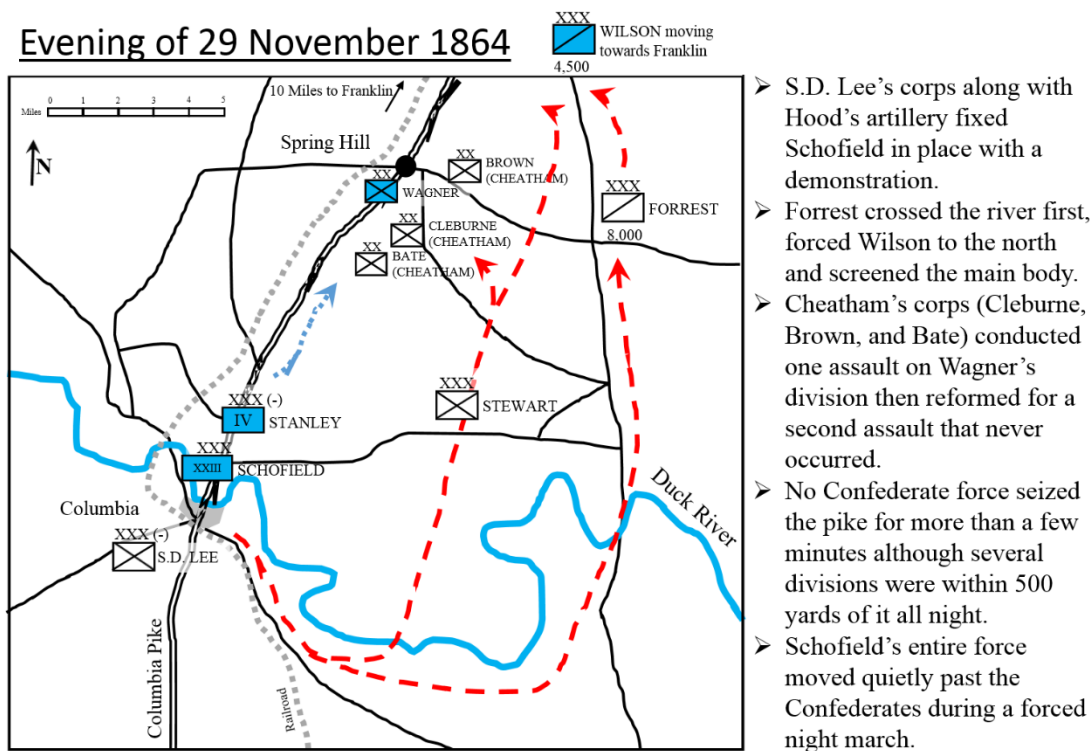 Evening of 29 November 1864
XXX
WILSON moving
towards Franklin
4,500
0 1 2 3 4 5
Miles
N
10 Miles to Franklin
Spring Hill
XX
WAGNER
XX
BROWN
(CHEATHAM)
XX
CLEBURNE
(CHEATHAM)
XX
BATE
(CHEATHAM)
XXX
FORREST
8,000
XXX (-)
IV
STANLEY
XXX
STEWART
XXX
XXIII
SCHOFIELD
Columbia
XXX (-)
S.D. LEE
Duck River
Columbia Pike
Railroad
➢ S.D. Lee’s corps along with
Hood’s artillery fixed
Schofield in place with a
demonstration.
➢ Forrest crossed the river first,
forced Wilson to the north
and screened the main body.
➢ Cheatham’s corps (Cleburne,
Brown, and Bate) conducted
one assault on Wagner’s
division then reformed for a
second assault that never
occurred.
➢ No Confederate force seized
the pike for more than a few
minutes although several
divisions were within 500
yards of it all night.
➢ Schofield’s entire force
moved quietly past the
Confederates during a forced
night march.